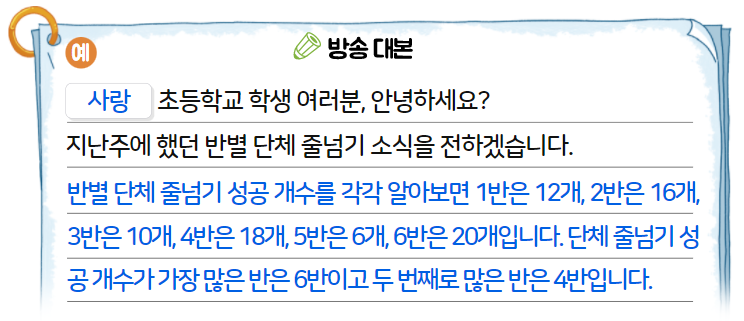 예 방송 대본
사랑 초등학교 학생 여러분, 안녕하세요?
지난주에 했던 반별 단체 줄넘기 소식을 전하겠습니다.
반별 단체 줄넘기 성공 개수를 각각 알아보면 1반은 12개, 2반은 16개,
3반은 10개, 4반은 18개, 5반은 6개, 6반은 20개입니다. 단체 줄넘기 성
공 개수가 가장 많은 반은 6반이고 두 번째로 많은 반은 4반입니다.